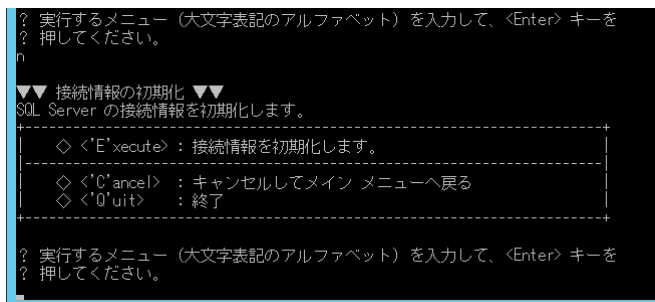 ? 実行するメニュー (大文字表記のアルファベット) を入力して、<Enter> キーを
? 押してください。
n
▼▼ 接続情報の初期化 ▼▼
SQL Server の接続情報を初期化します。
◇ <'E'xecute> : 接続情報を初期化します。
◇ <'C'ancel> : キャンセルしてメイン メニューへ戻る
◇ <'Q'uit> : 終了
? 実行するメニュー (大文字表記のアルファベット) を入力して、<Enter> キーを
? 押してください。